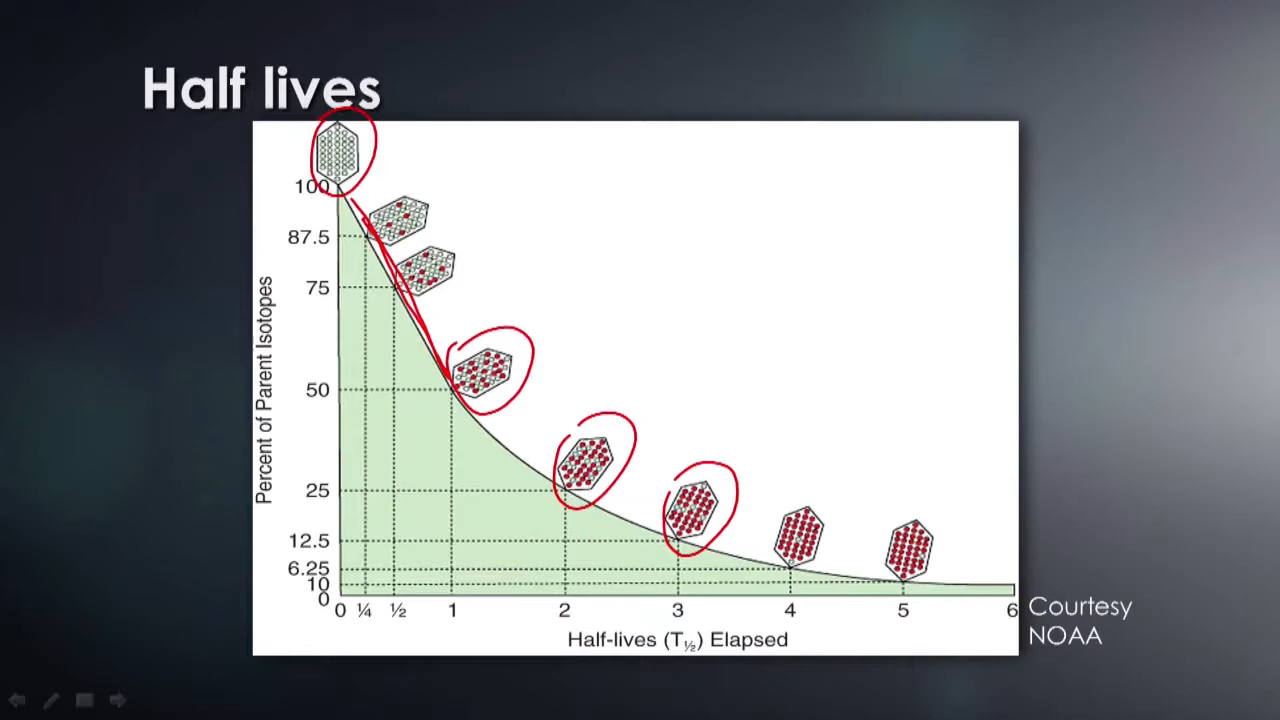 Half lives
100
87.5
75
50
25
12.5
6.25
10
0
Percent of Parent Isotopes
0 ¼ ½ 1 2 3 4 5 6
Half-lives (T½) Elapsed
Courtesy
NOAA